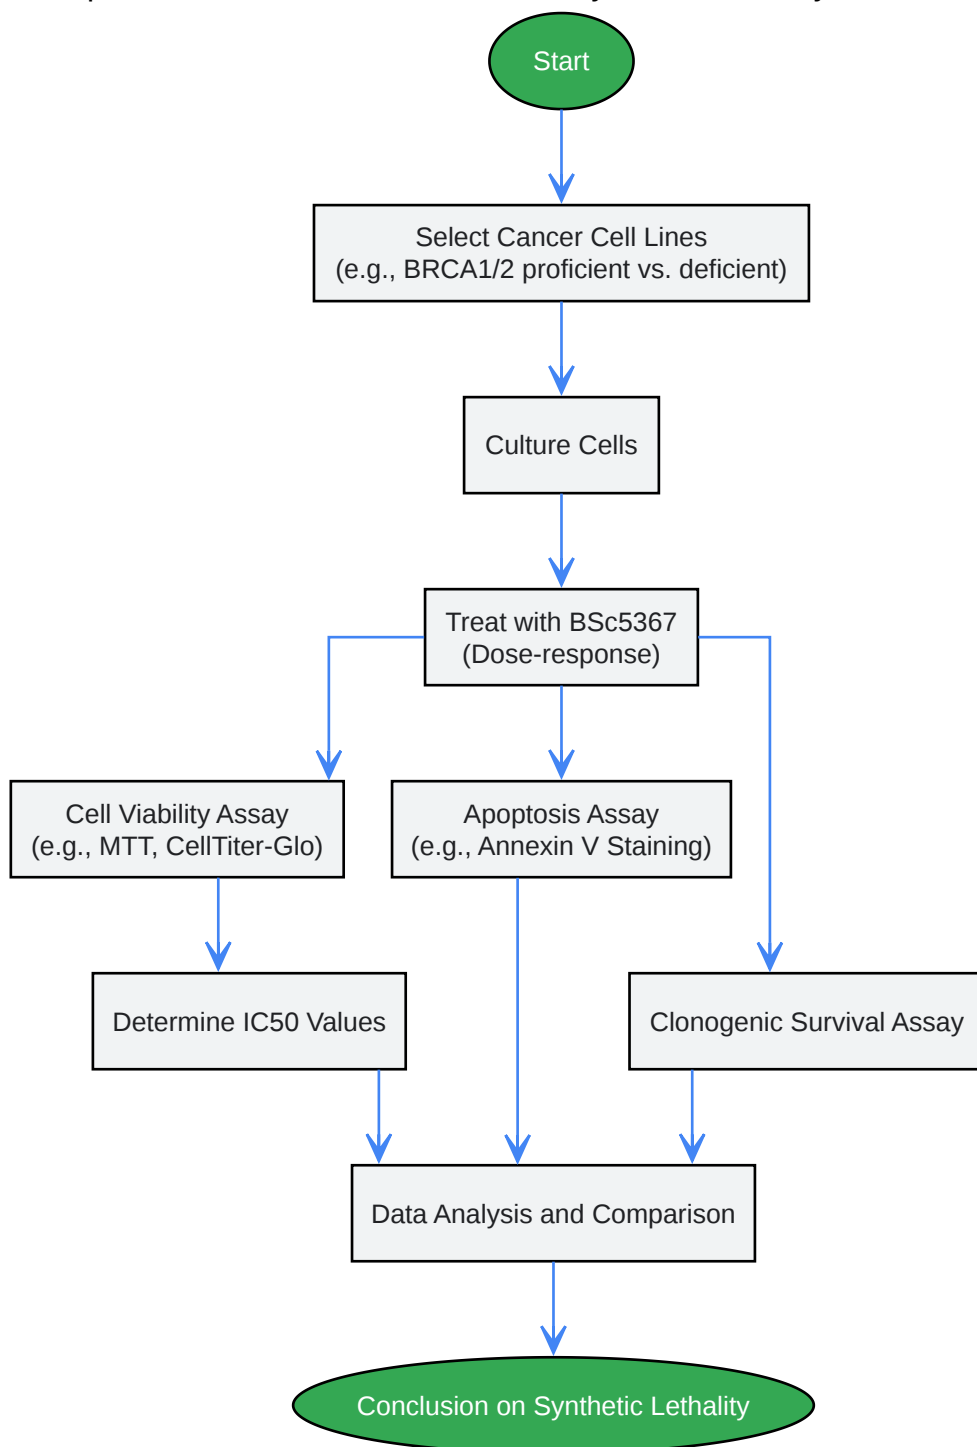 Start
Select Cancer Cell Lines
(e.g., BRCA1/2 proficient vs. deficient)
Culture Cells
Treat with BSc5367
(Dose-response)
Cell Viability Assay
(e.g., MTT, CellTiter-Glo)
Apoptosis Assay
(e.g., Annexin V Staining)
Determine IC50 Values
Clonogenic Survival Assay
Data Analysis and Comparison
Conclusion on Synthetic Lethality